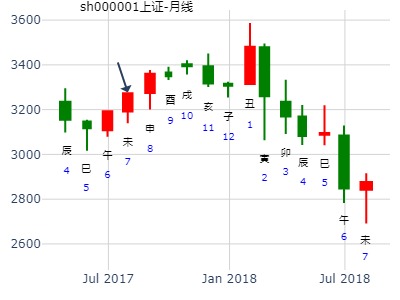 sh000001上证-月线
3600
3400
3200
3000
2800
2600
辰
4
巳
5
午
6
未
7
申
8
酉
9
戌
10
亥
11
子
12
丑
1
寅
2
卯
3
辰
4
巳
5
午
6
未
7
Jul 2017
Jan 2018
Jul 2018